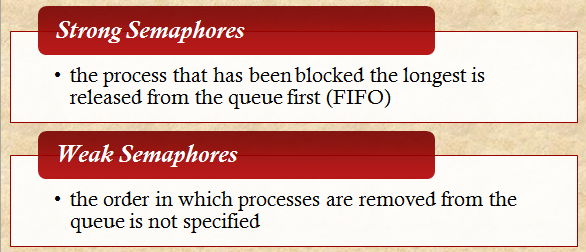 Strong Semaphores
• the process that has been blocked the longest is
released from the queue first (FIFO)
Weak Semaphores
• the order in which processes are removed from the
queue is not specified